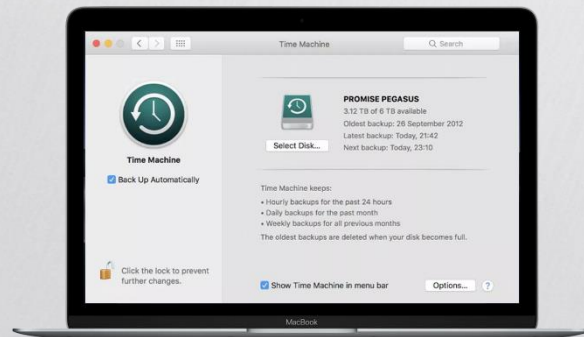 Time Machine
Search
Time Machine
Back Up Automatically
Click the lock to prevent
further changes.
Select Disk...
PROMISE PEGASUS
3.12 TB of 6 TB available
Oldest backup: 26 September 2012
Latest backup: Today, 21:42
Next backup: Today, 23:10
Time Machine keeps:
• Hourly backups for the past 24 hours
• Daily backups for the past month
• Weekly backups for all previous months
The oldest backups are deleted when your disk becomes full.
Show Time Machine in menu bar
Options...
?
MacBook